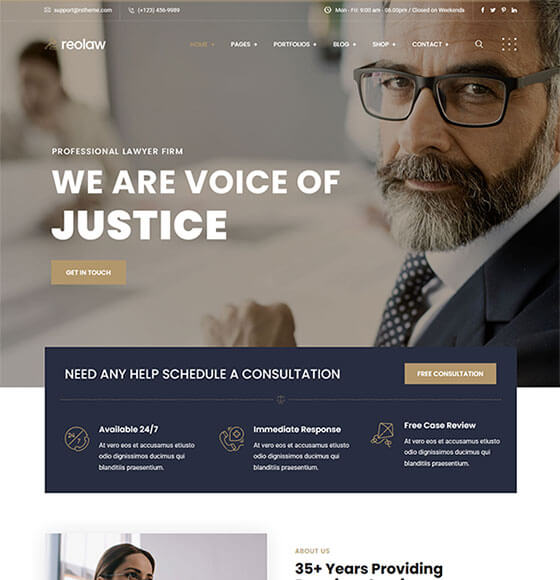 support@rstheme.com (+123) 456-9989 Mon - Fri: 9:00 am - 06.00pm / Closed on Weekends
reolaw HOME + PAGES + PORTFOLIOS + BLOG + SHOP + CONTACT +
PROFESSIONAL LAWYER FIRM
WE ARE VOICE OF
JUSTICE
GET IN TOUCH
NEED ANY HELP SCHEDULE A CONSULTATION
FREE CONSULTATION
24/7
Available 24/7
At vero eos et accusamus etiusto
odio dignissimos ducimus qui
blanditiis praesentium.
Immediate Response
At vero eos et accusamus etiusto
odio dignissimos ducimus qui
blanditiis praesentium.
Free Case Review
At vero eos et accusamus etiusto
odio dignissimos ducimus qui
blanditiis praesentium.
ABOUT US
35+ Years Providing